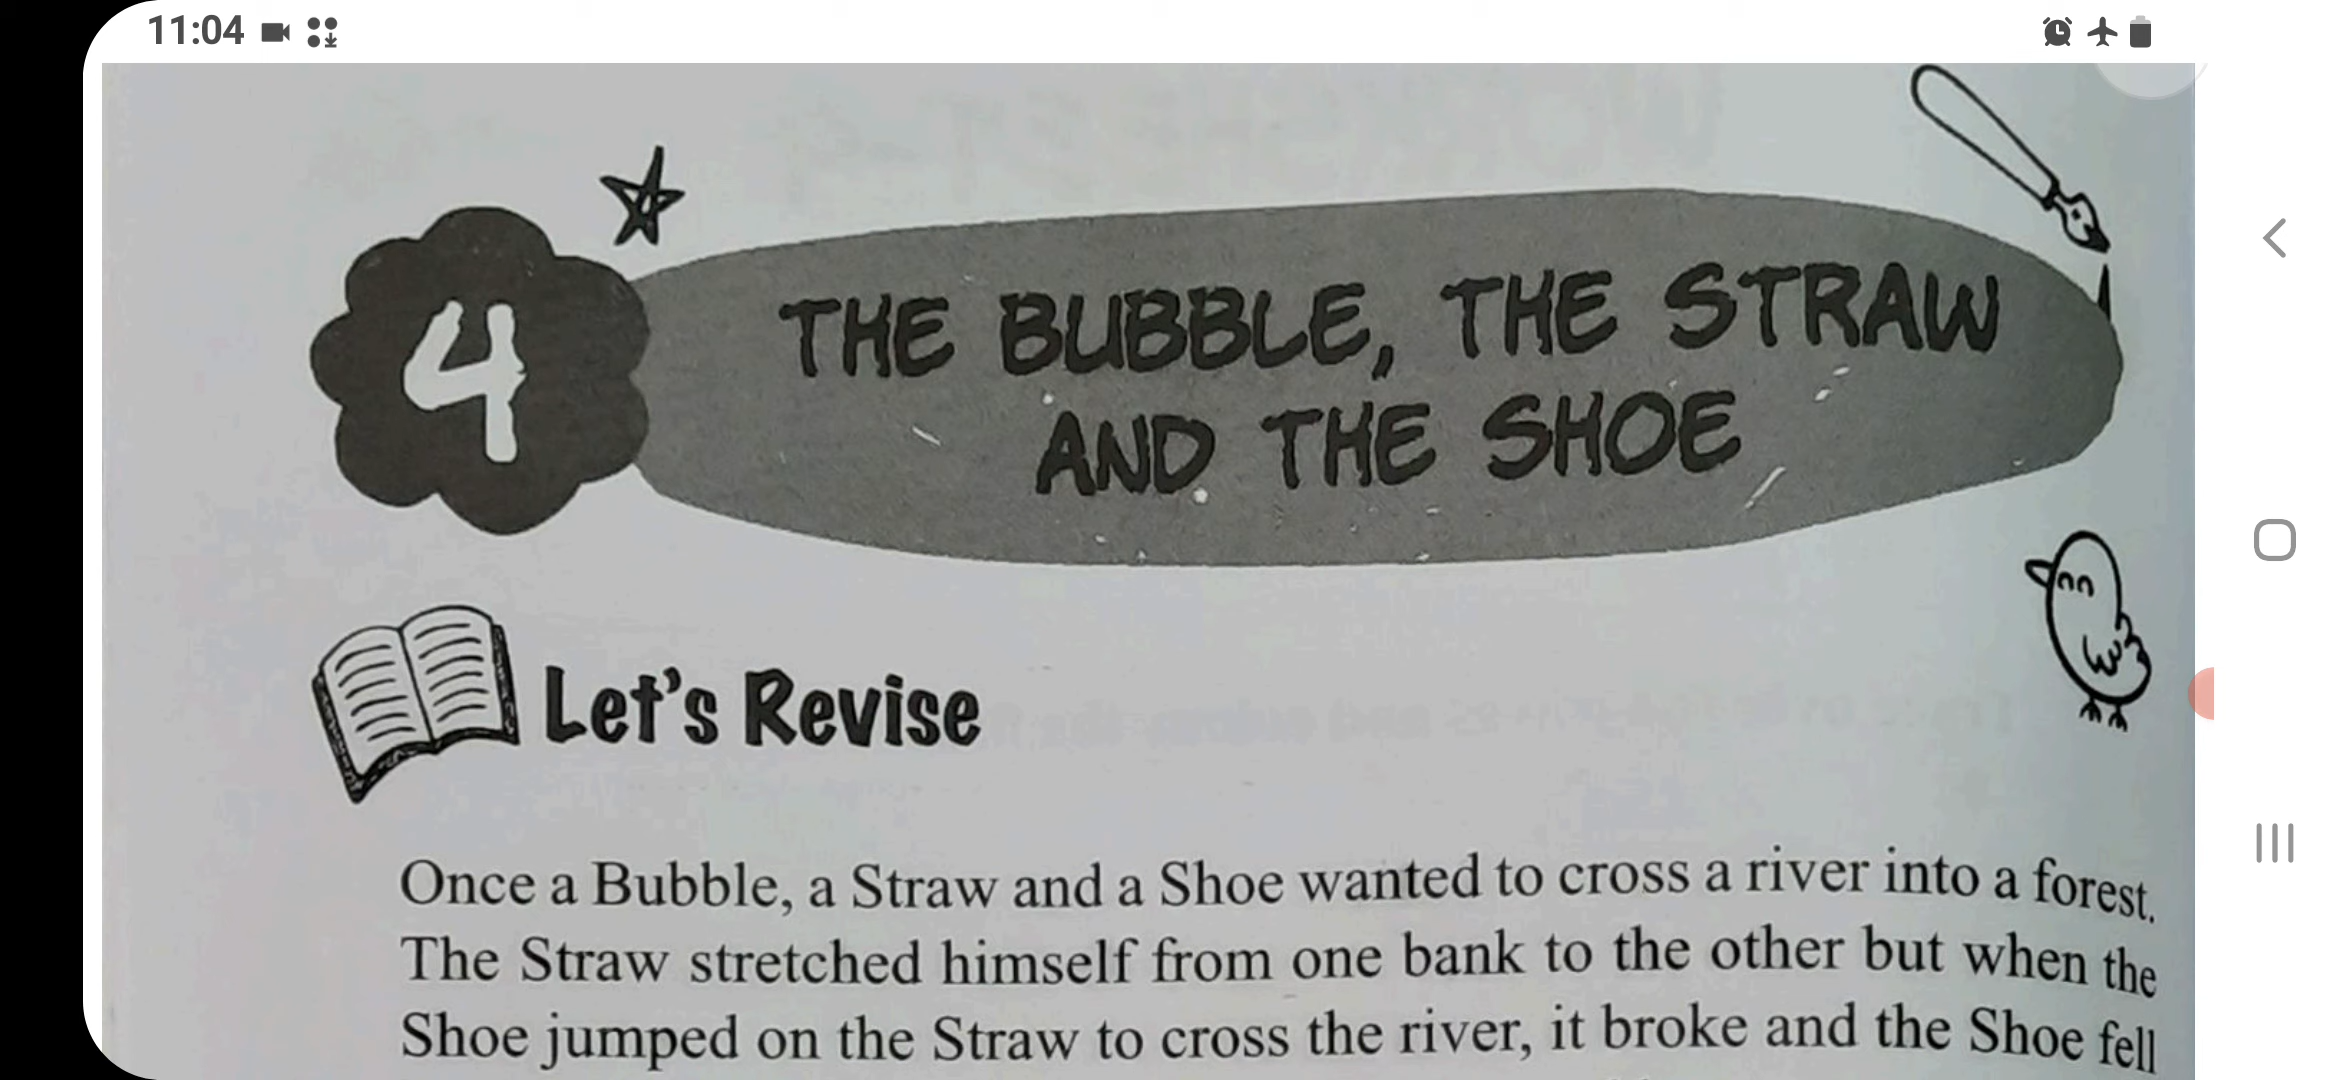 11:04
4
THE BUBBLE, THE STRAW
AND THE SHOE
Let's Revise
Once a Bubble, a Straw and a Shoe wanted to cross a river into a forest.
The Straw stretched himself from one bank to the other but when the
Shoe jumped on the Straw to cross the river, it broke and the Shoe fell